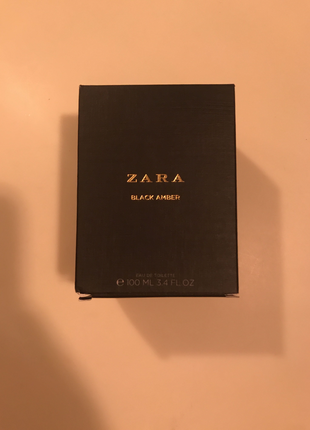 ZARA
BLACK AMBER
EAU DE TOILETTE
℮ 100 ML 3.4 FL.OZ